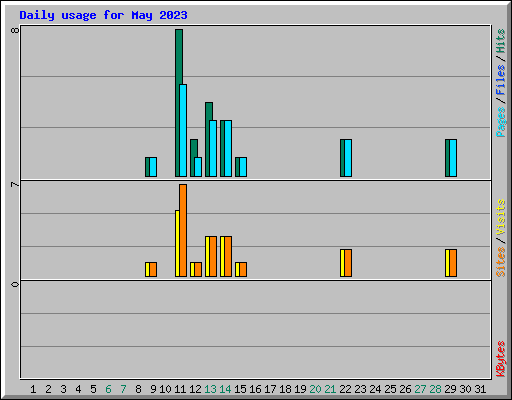 Daily usage for May 2023
8
7
0
Pages / Files / Hits
Sites / Visits
KBytes
1 2 3 4 5 6 7 8 9 10 11 12 13 14 15 16 17 18 19 20 21 22 23 24 25 26 27 28 29 30 31